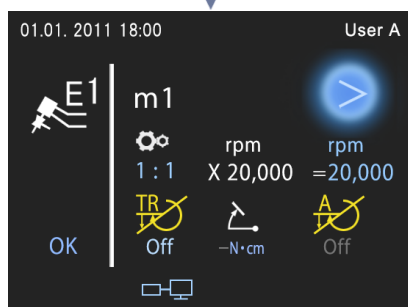 01.01. 2011 18:00 User A
E1
m1
rpm rpm
1 : 1 X 20,000 =20,000
TR A
OK Off –N·cm Off